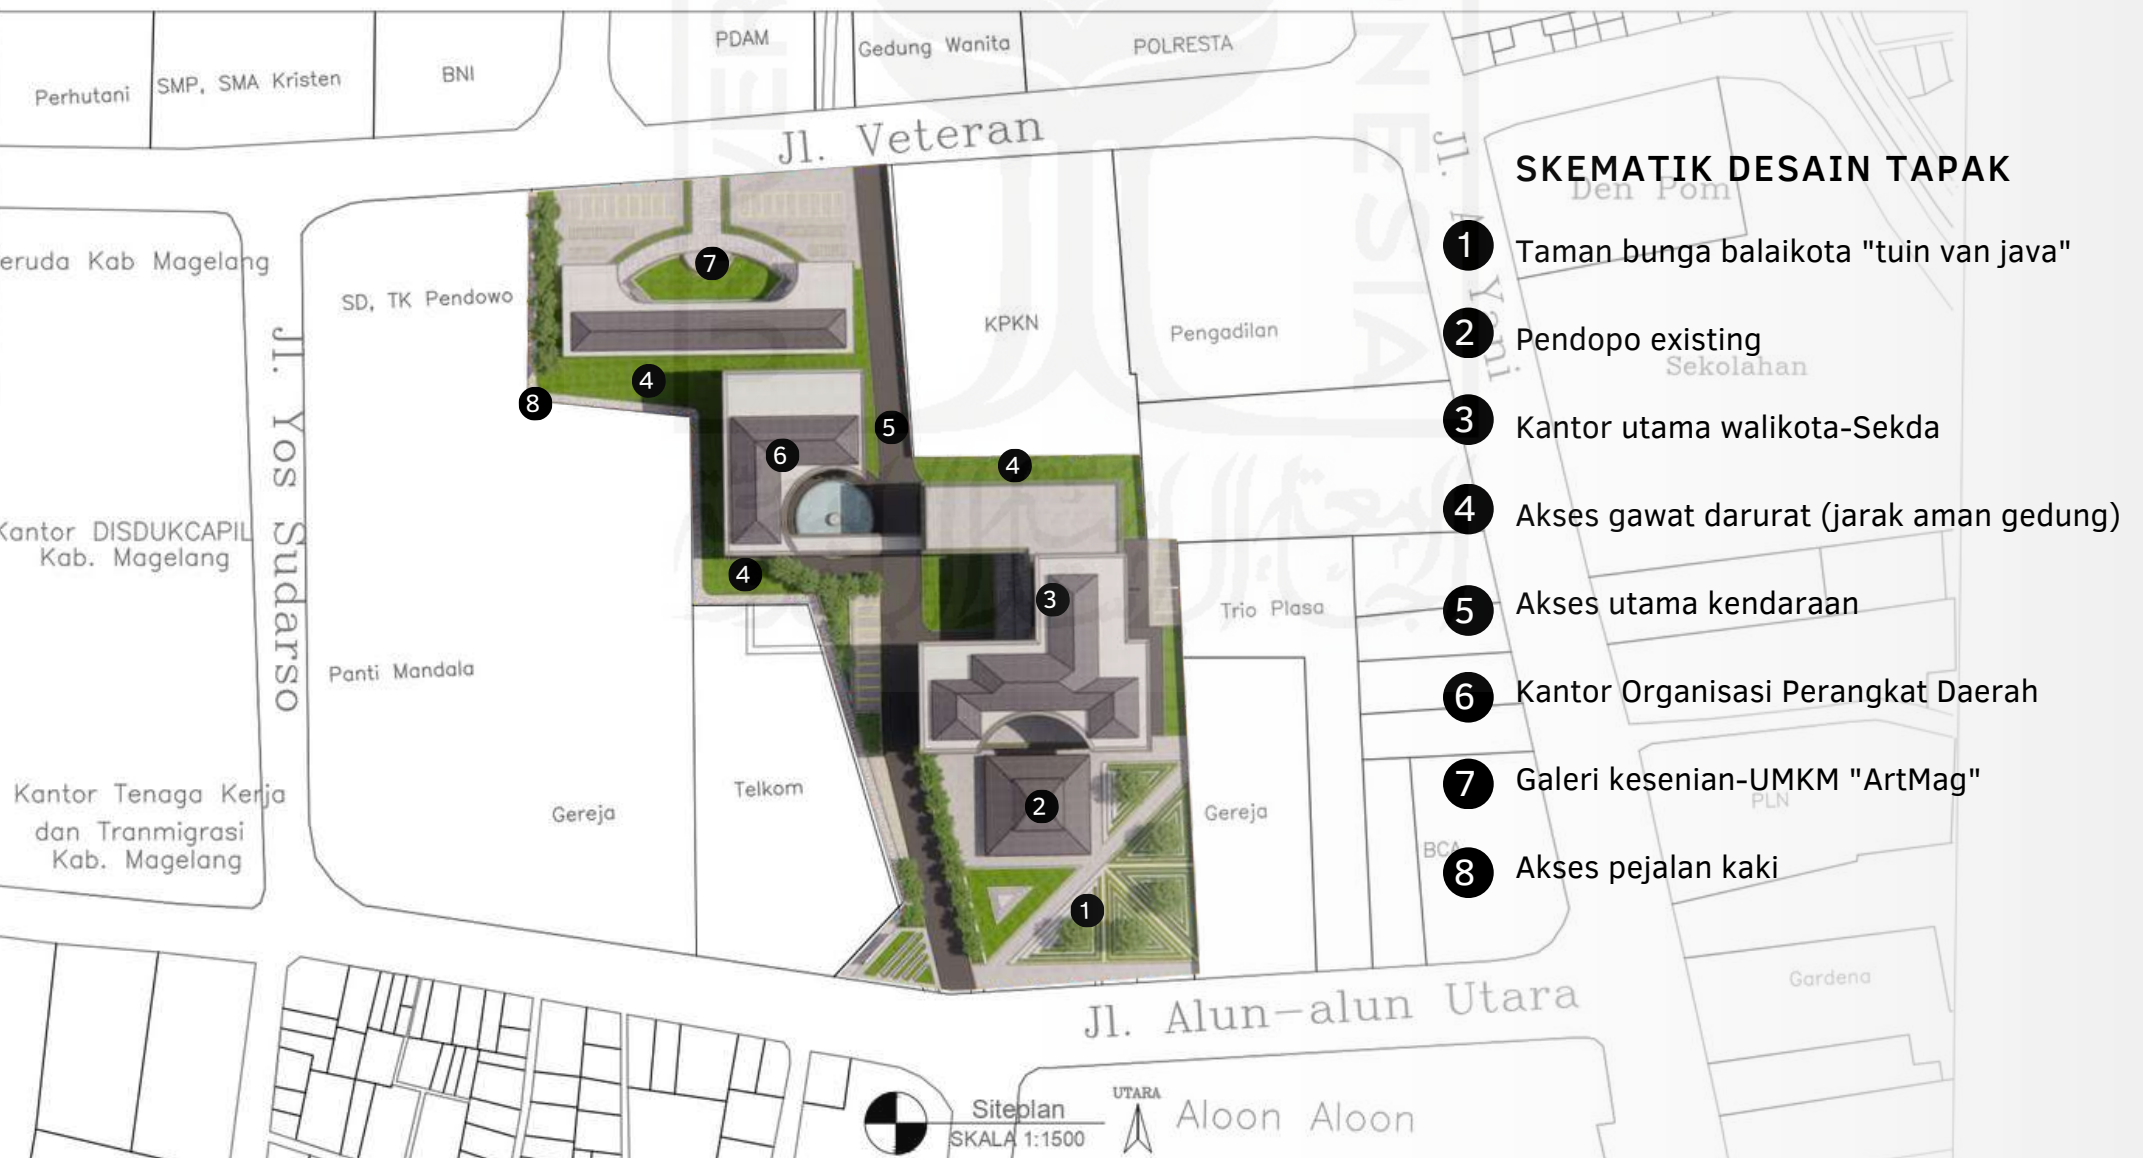 PDAM
Gedung Wanita
POLRESTA
Perhutani
SMP, SMA Kristen
BNI
Jl. Veteran
Jl. A Yani
SKEMATIK DESAIN TAPAK
Den Pom
1 Taman bunga balaikota "tuin van java"
2 Pendopo existing
Sekolahan
3 Kantor utama walikota-Sekda
4 Akses gawat darurat (jarak aman gedung)
5 Akses utama kendaraan
6 Kantor Organisasi Perangkat Daerah
7 Galeri kesenian-UMKM "ArtMag"
PLN
8 Akses pejalan kaki
eruda Kab Magelang
SD, TK Pendowo
7
KPKN
Pengadilan
4
8
5
6
4
Jl. Yos Sudarso
Kantor DISDUKCAPIL
Kab. Magelang
4
3
Trio Plasa
Panti Mandala
Kantor Tenaga Kerja
dan Tranmigrasi
Kab. Magelang
Gereja
Telkom
2
Gereja
BCA
1
Gardena
Jl. Alun-alun Utara
Siteplan
SKALA 1:1500
UTARA
Aloon Aloon
NESIA